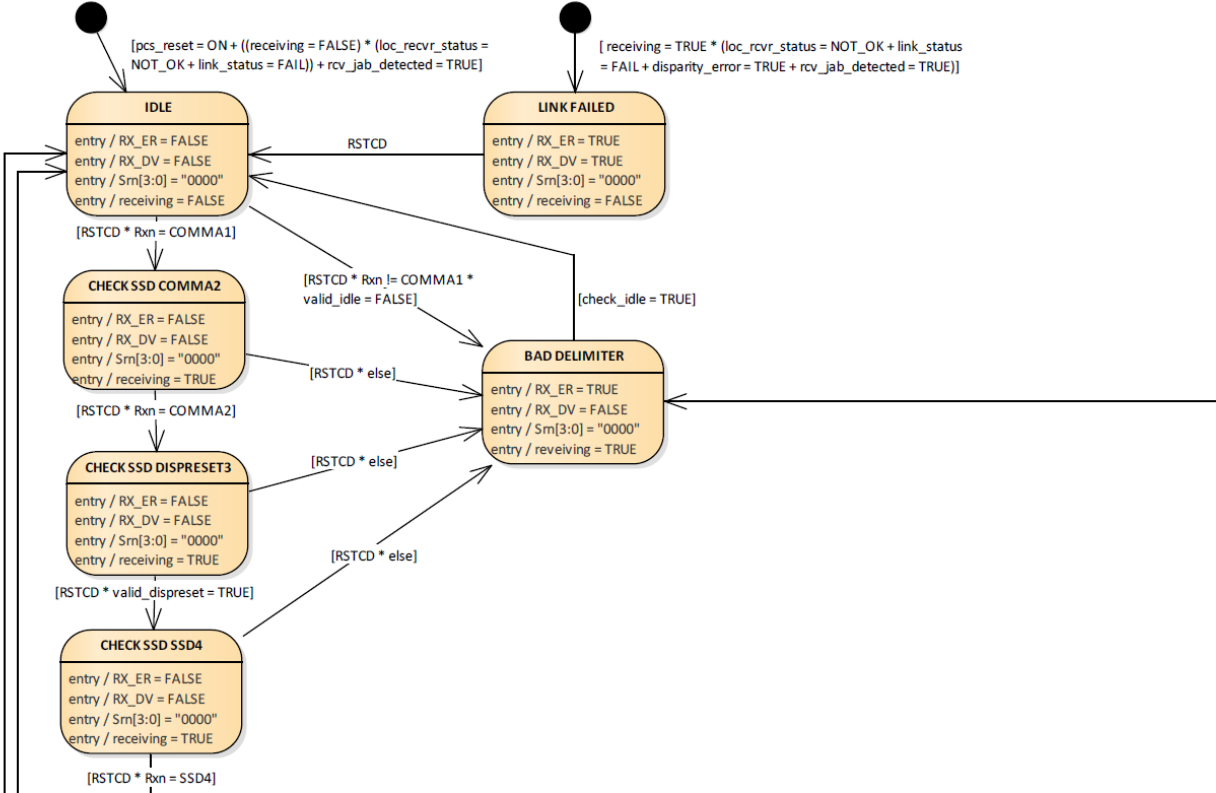 [pcs_reset = ON + ((receiving = FALSE) * (loc_recvr_status =
NOT_OK + link_status = FAIL)) + rcv_jab_detected = TRUE]
[ receiving = TRUE * (loc_rcvr_status = NOT_OK + link_status
= FAIL + disparity_error = TRUE + rcv_jab_detected = TRUE)]
IDLE
entry / RX_ER = FALSE
entry / RX_DV = FALSE
entry / Srn[3:0] = "0000"
entry / receiving = FALSE
LINK FAILED
entry / RX_ER = TRUE
entry / RX_DV = TRUE
entry / Srn[3:0] = "0000"
entry / receiving = FALSE
RSTCD
[RSTCD * Rxn = COMMA1]
[RSTCD * Rxn != COMMA1 *
valid_idle = FALSE]
[check_idle = TRUE]
CHECK SSD COMMA2
entry / RX_ER = FALSE
entry / RX_DV = FALSE
entry / Srn[3:0] = "0000"
entry / receiving = TRUE
[RSTCD * else]
BAD DELIMITER
entry / RX_ER = TRUE
entry / RX_DV = FALSE
entry / Srn[3:0] = "0000"
entry / reveiving = TRUE
[RSTCD * Rxn = COMMA2]
CHECK SSD DISPRESET3
entry / RX_ER = FALSE
entry / RX_DV = FALSE
entry / Srn[3:0] = "0000"
entry / receiving = TRUE
[RSTCD * else]
[RSTCD * else]
[RSTCD * valid_dispreset = TRUE]
CHECK SSD SSD4
entry / RX_ER = FALSE
entry / RX_DV = FALSE
entry / Srn[3:0] = "0000"
entry / receiving = TRUE
[RSTCD * Rxn = SSD4]